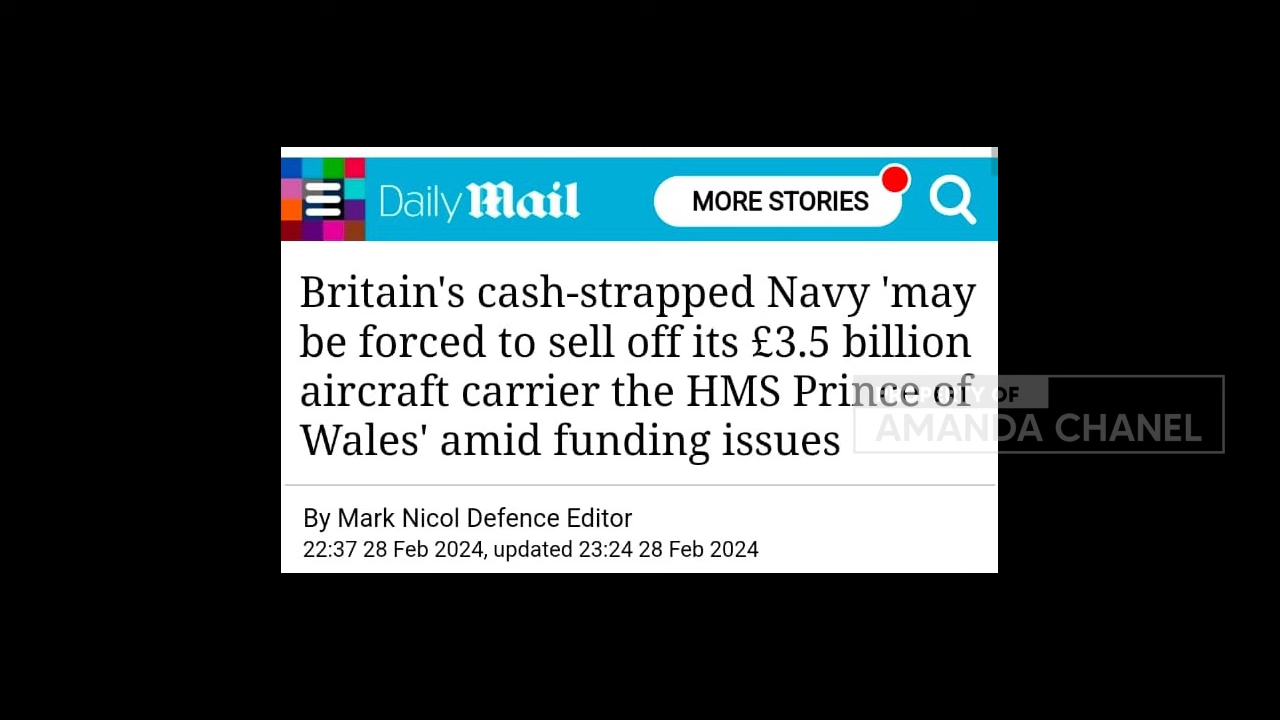 Daily Mail
MORE STORIES
Britain's cash-strapped Navy 'may
be forced to sell off its £3.5 billion
aircraft carrier the HMS Prince of
Wales' amid funding issues
PROPERTY OF
AMANDA CHANEL
By Mark Nicol Defence Editor
22:37 28 Feb 2024, updated 23:24 28 Feb 2024